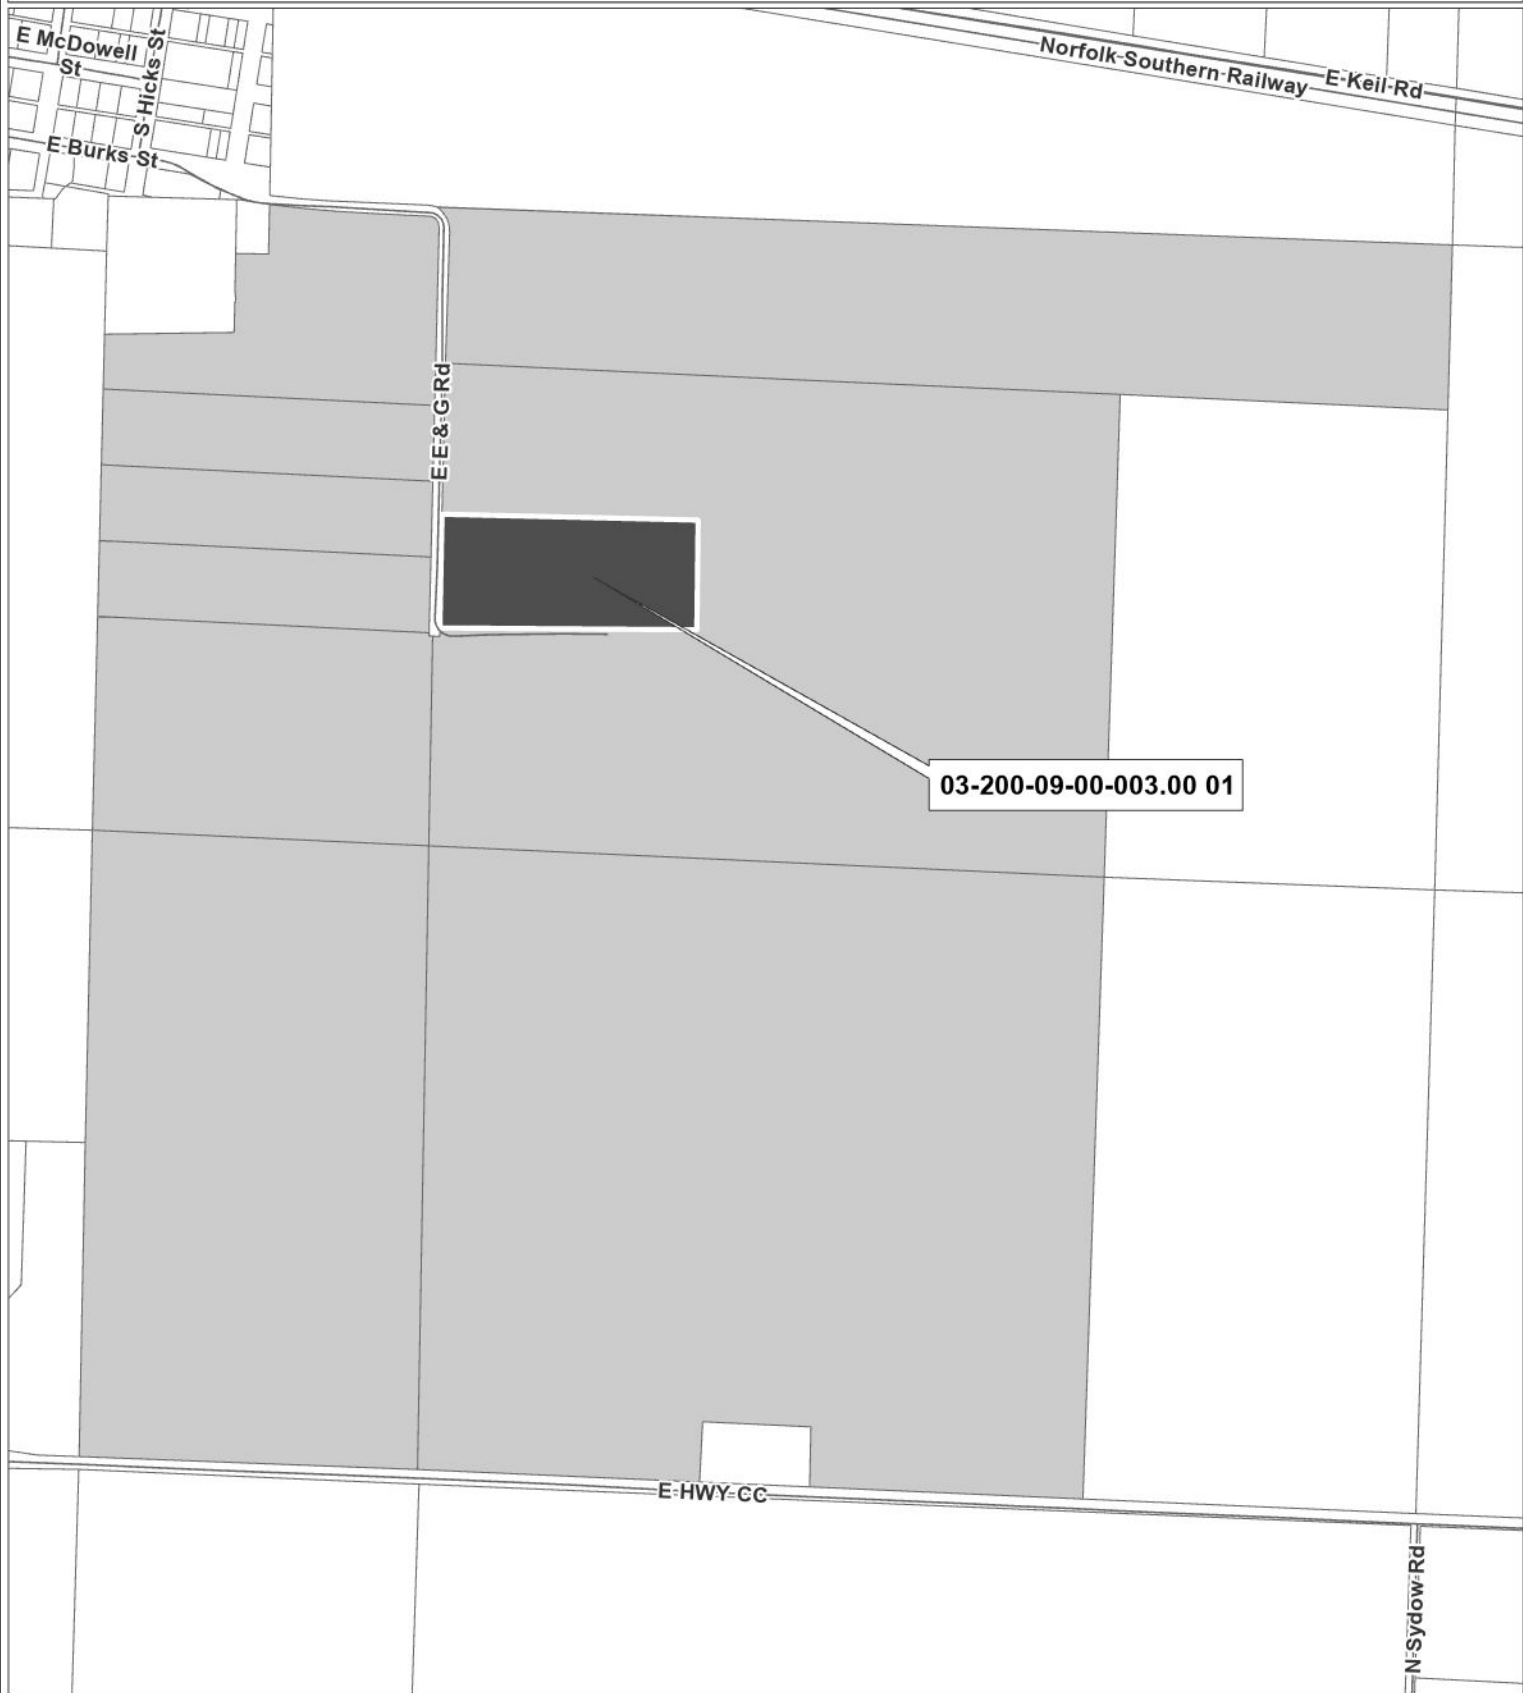 E McDowell
St
S Hicks St
E Burks St
Norfolk Southern Railway
E Keil Rd
E E & G Rd
03-200-09-00-003.00 01
E HWY CC
N Sydow Rd